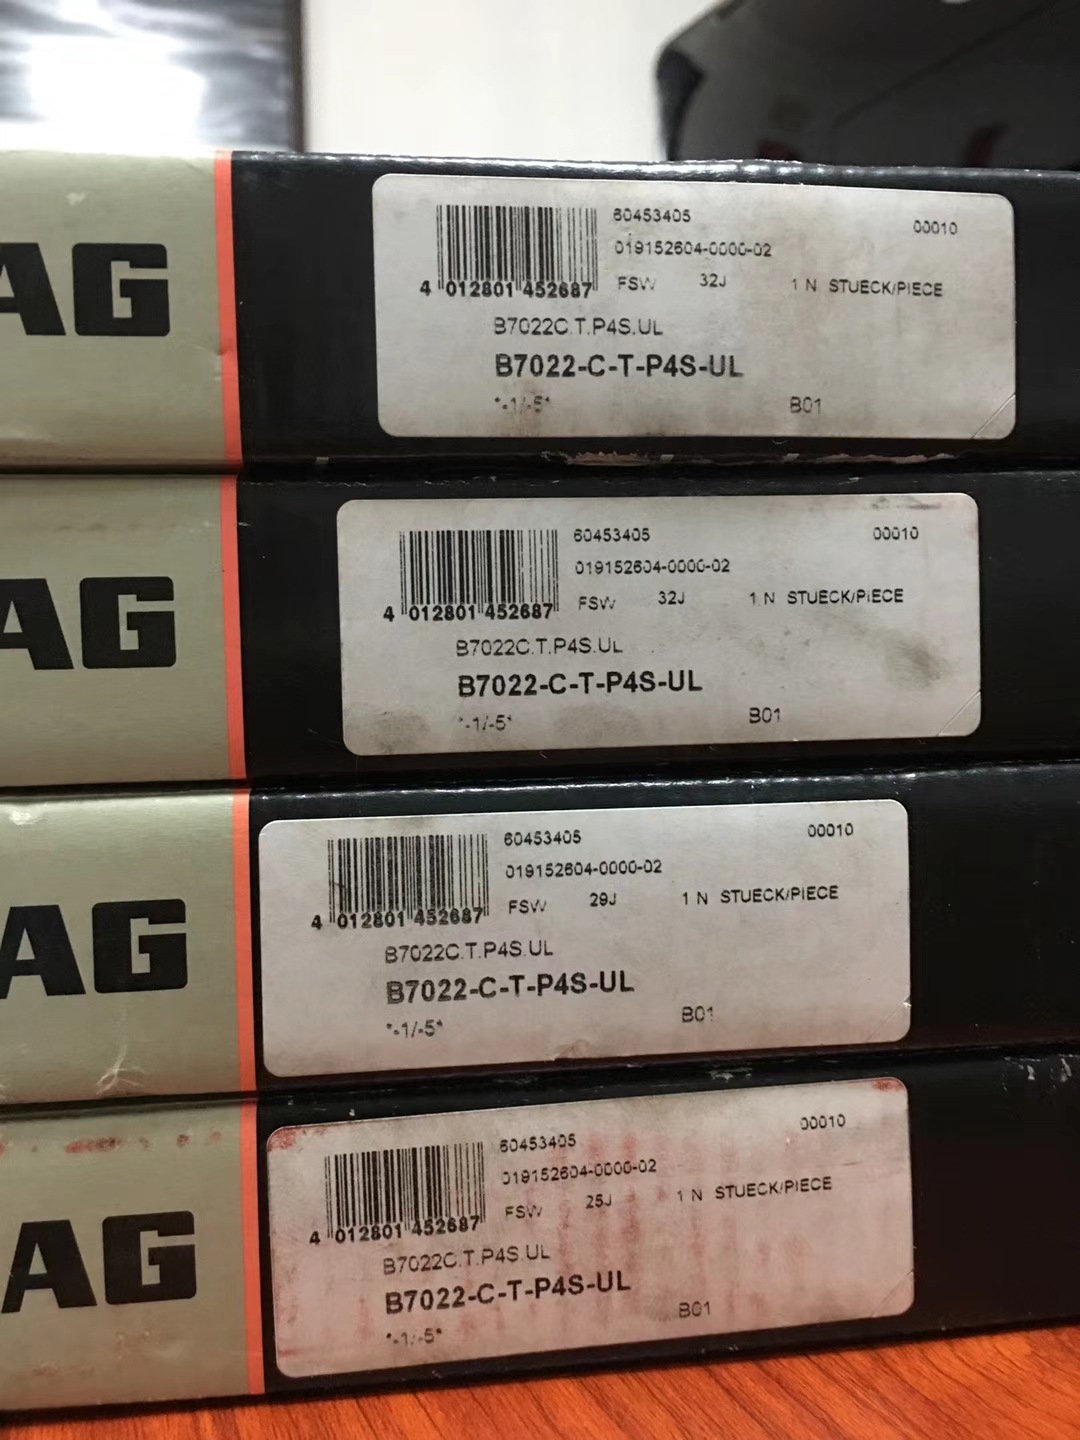 AG
60453405
00010
019152604-0000-02
4 012801 452687
FSW 32J 1 N STUECK/PIECE
B7022C.T.P4S.UL
B7022-C-T-P4S-UL
*-1/-5* B01
AG
60453405
00010
019152604-0000-02
4 012801 452687
FSW 32J 1 N STUECK/PIECE
B7022C.T.P4S.UL
B7022-C-T-P4S-UL
*-1/-5* B01
AG
60453405
00010
019152604-0000-02
4 012801 452687
FSW 29J 1 N STUECK/PIECE
B7022C.T.P4S.UL
B7022-C-T-P4S-UL
*-1/-5* B01
AG
60453405
00010
019152604-0000-02
4 012801 452687
FSW 25J 1 N STUECK/PIECE
B7022C.T.P4S.UL
B7022-C-T-P4S-UL
*-1/-5* B01